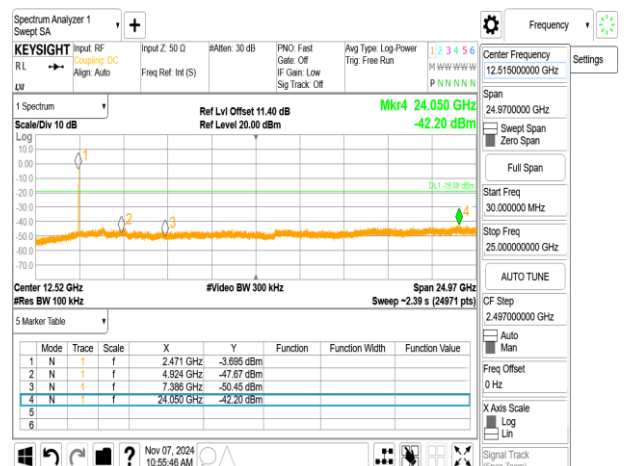 Spectrum Analyzer 1
Swept SA
Frequency
KEYSIGHT
RL
Input: RF
Coupling: DC
Align: Auto
Input Z: 50 Ω
Freq Ref: Int (S)
#Atten: 30 dB
PNO: Fast
Gate: Off
IF Gain: Low
Sig Track: Off
Avg Type: Log-Power
Trig: Free Run
1 2 3 4 5 6
M W W W W W
P N N N N N
Settings
1 Spectrum
Scale/Div 10 dB
Ref Lvl Offset 11.40 dB
Ref Level 20.00 dBm
Mkr4 24.050 GHz
-42.20 dBm
Log
10.0
0.00
-10.0
-20.0
-30.0
-40.0
-50.0
-60.0
-70.0
1
2
3
4
DL1 -19.08 dBm
Center 12.52 GHz
#Res BW 100 kHz
#Video BW 300 kHz
Span 24.97 GHz
Sweep ~2.39 s (24971 pts)
5 Marker Table
Mode Trace Scale X Y Function Function Width Function Value
1 N 1 f 2.471 GHz -3.695 dBm
2 N 1 f 4.924 GHz -47.67 dBm
3 N 1 f 7.386 GHz -50.45 dBm
4 N 1 f 24.050 GHz -42.20 dBm
5
6
Nov 07, 2024
10:55:46 AM
?
Center Frequency
12.515000000 GHz
Span
24.9700000 GHz
Swept Span
Zero Span
Full Span
Start Freq
30.000000 MHz
Stop Freq
25.000000000 GHz
AUTO TUNE
CF Step
2.497000000 GHz
Auto
Man
Freq Offset
0 Hz
X Axis Scale
Log
Lin
Signal Track
(Span Zoom)